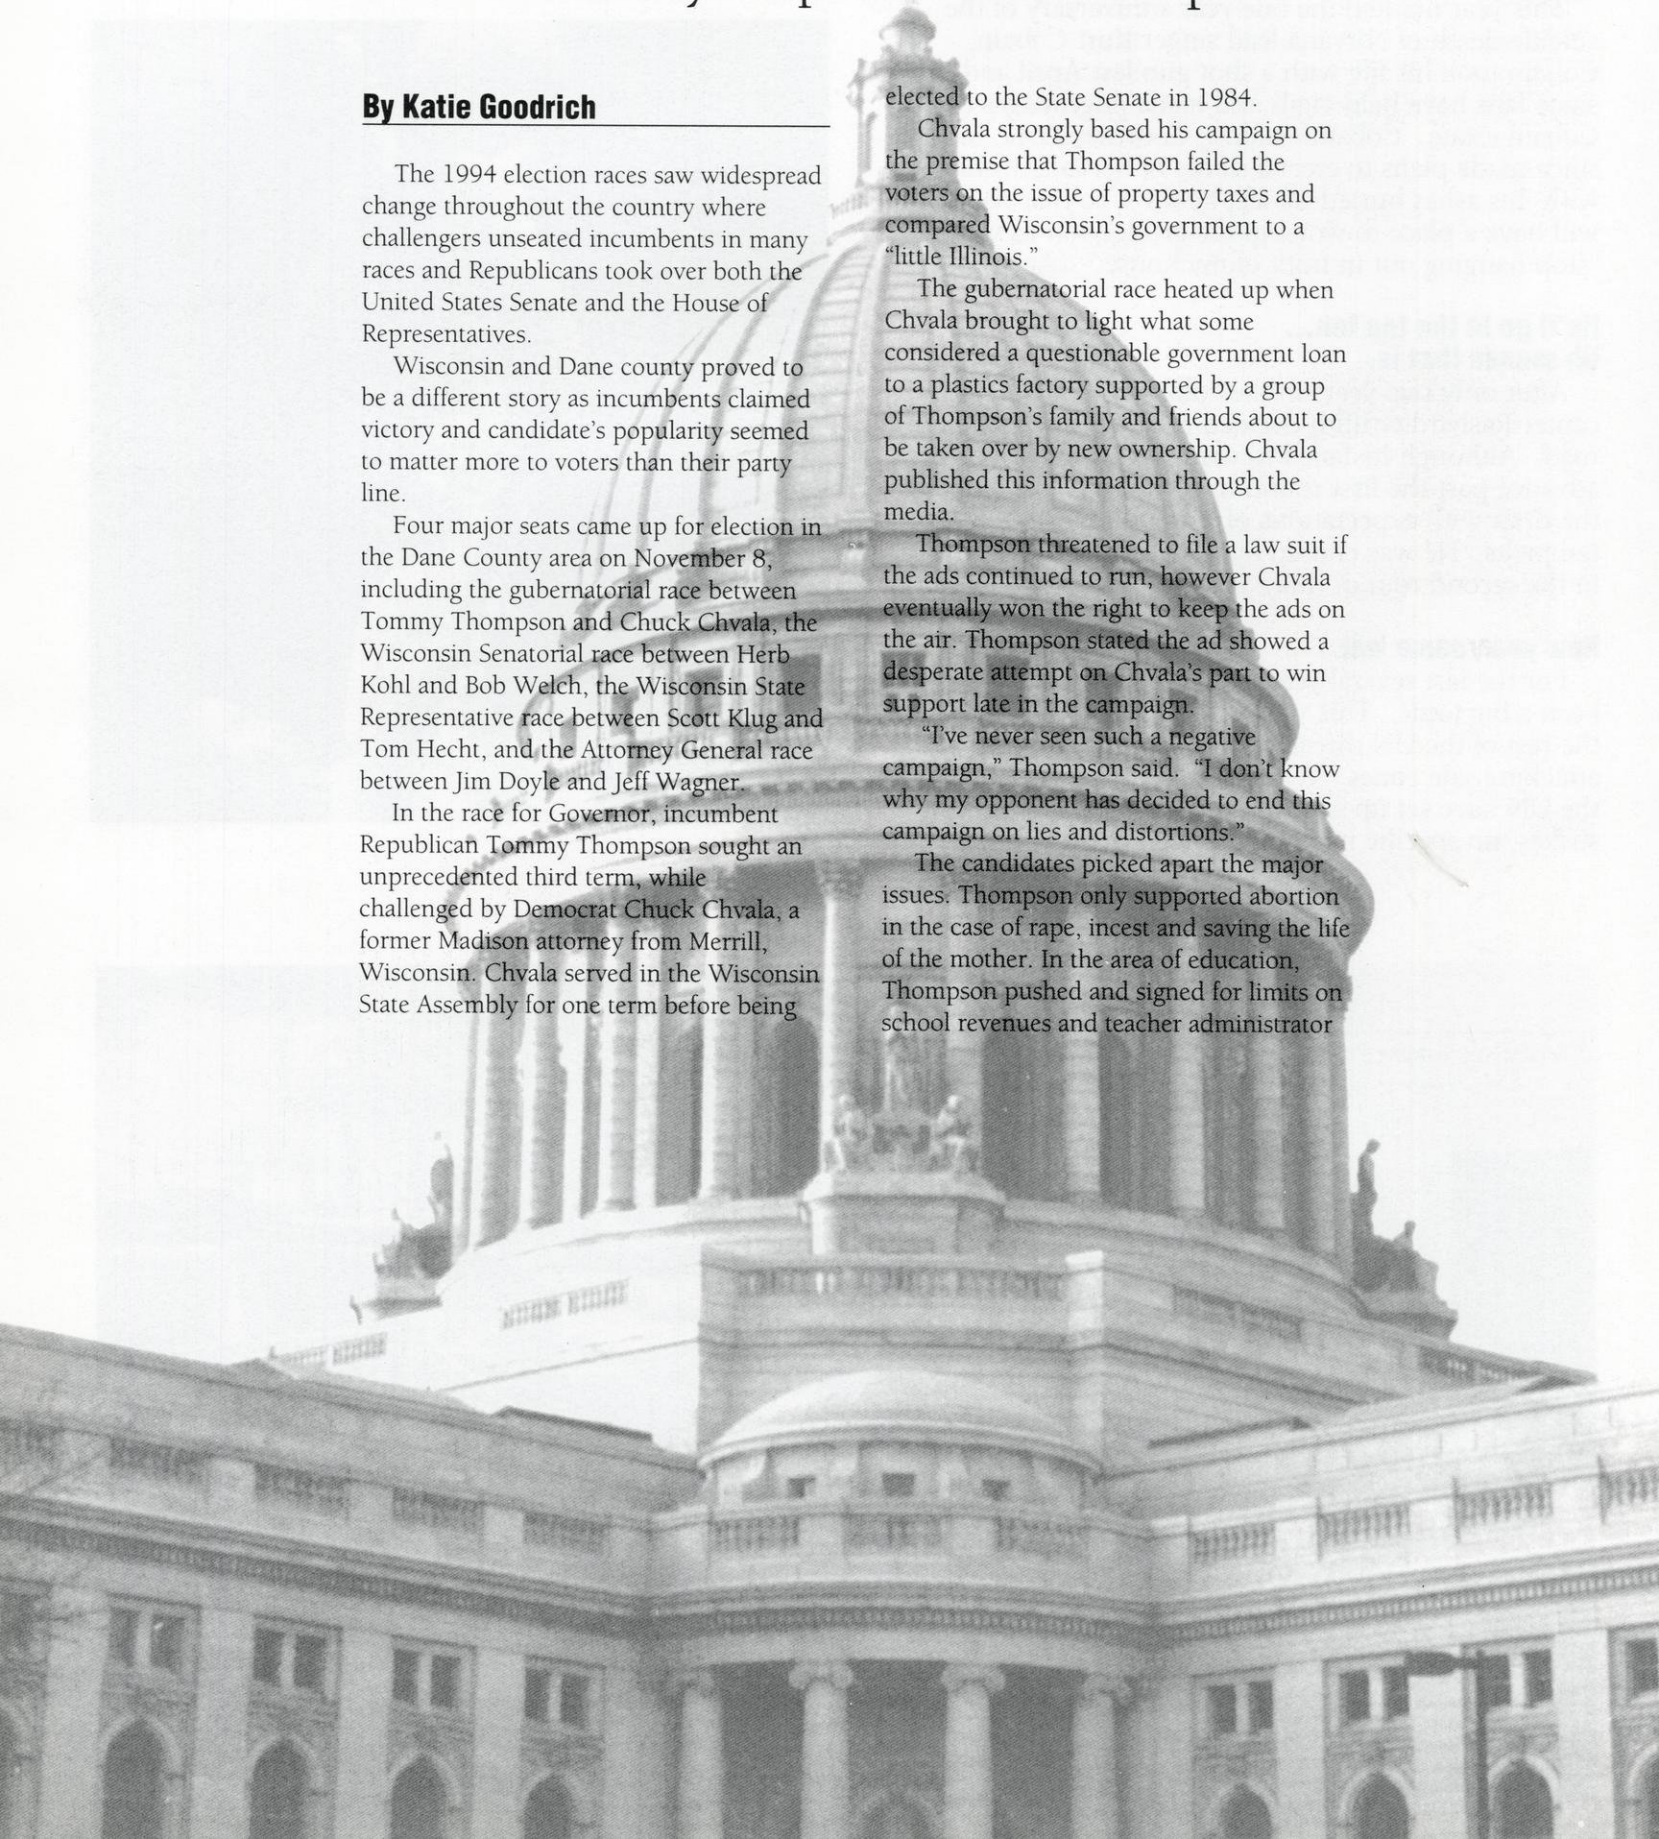 By Katie Goodrich
The 1994 election races saw widespread
change throughout the country where
challengers unseated incumbents in many
races and Republicans took over both the
United States Senate and the House of
Representatives.
Wisconsin and Dane county proved to
be a different story as incumbents claimed
victory and candidate's popularity seemed
to matter more to voters than their party
line.
Four major seats came up for election in
the Dane County area on November 8,
including the gubernatorial race between
Tommy Thompson and Chuck Chvala, the
Wisconsin Senatorial race between Herb
Kohl and Bob Welch, the Wisconsin State
Representative race between Scott Klug and
Tom Hecht, and the Attorney General race
between Jim Doyle and Jeff Wagner.
In the race for Governor, incumbent
Republican Tommy Thompson sought an
unprecedented third term, while
challenged by Democrat Chuck Chvala, a
former Madison attorney from Merrill,
Wisconsin. Chvala served in the Wisconsin
State Assembly for one term before being
elected to the State Senate in 1984.
Chvala strongly based his campaign on
the premise that Thompson failed the
voters on the issue of property taxes and
compared Wisconsin's government to a
“little Illinois.”
The gubernatorial race heated up when
Chvala brought to light what some
considered a questionable government loan
to a plastics factory supported by a group
of Thompson's family and friends about to
be taken over by new ownership. Chvala
published this information through the
media.
Thompson threatened to file a law suit if
the ads continued to run, however Chvala
eventually won the right to keep the ads on
the air. Thompson stated the ad showed a
desperate attempt on Chvala's part to win
support late in the campaign.
“I've never seen such a negative
campaign,” Thompson said. “I don't know
why my opponent has decided to end this
campaign on lies and distortions.”
The candidates picked apart the major
issues. Thompson only supported abortion
in the case of rape, incest and saving the life
of the mother. In the area of education,
Thompson pushed and signed for limits on
school revenues and teacher administrator